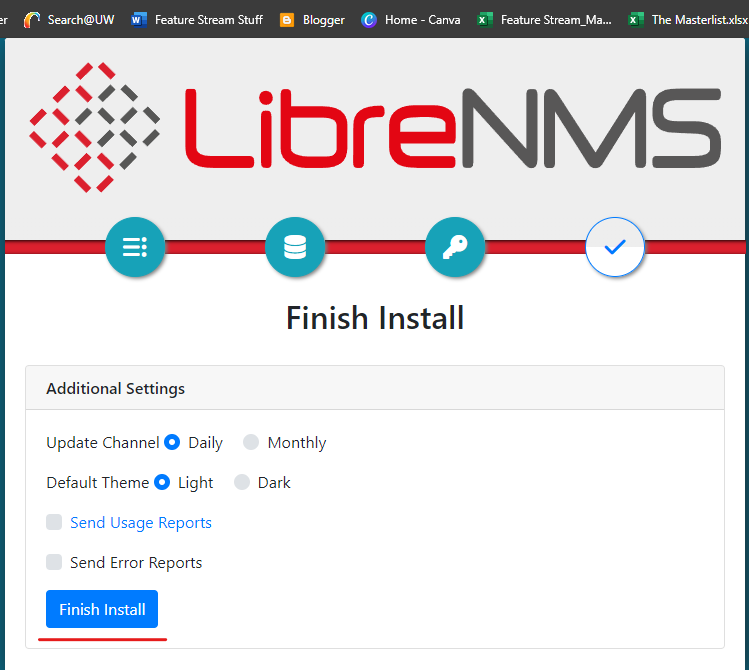 er Search@UW Feature Stream Stuff Blogger Home - Canva Feature Stream_Ma... The Masterlist.xlsx
LibreNMS
Finish Install
Additional Settings
Update Channel Daily Monthly
Default Theme Light Dark
Send Usage Reports
Send Error Reports
Finish Install